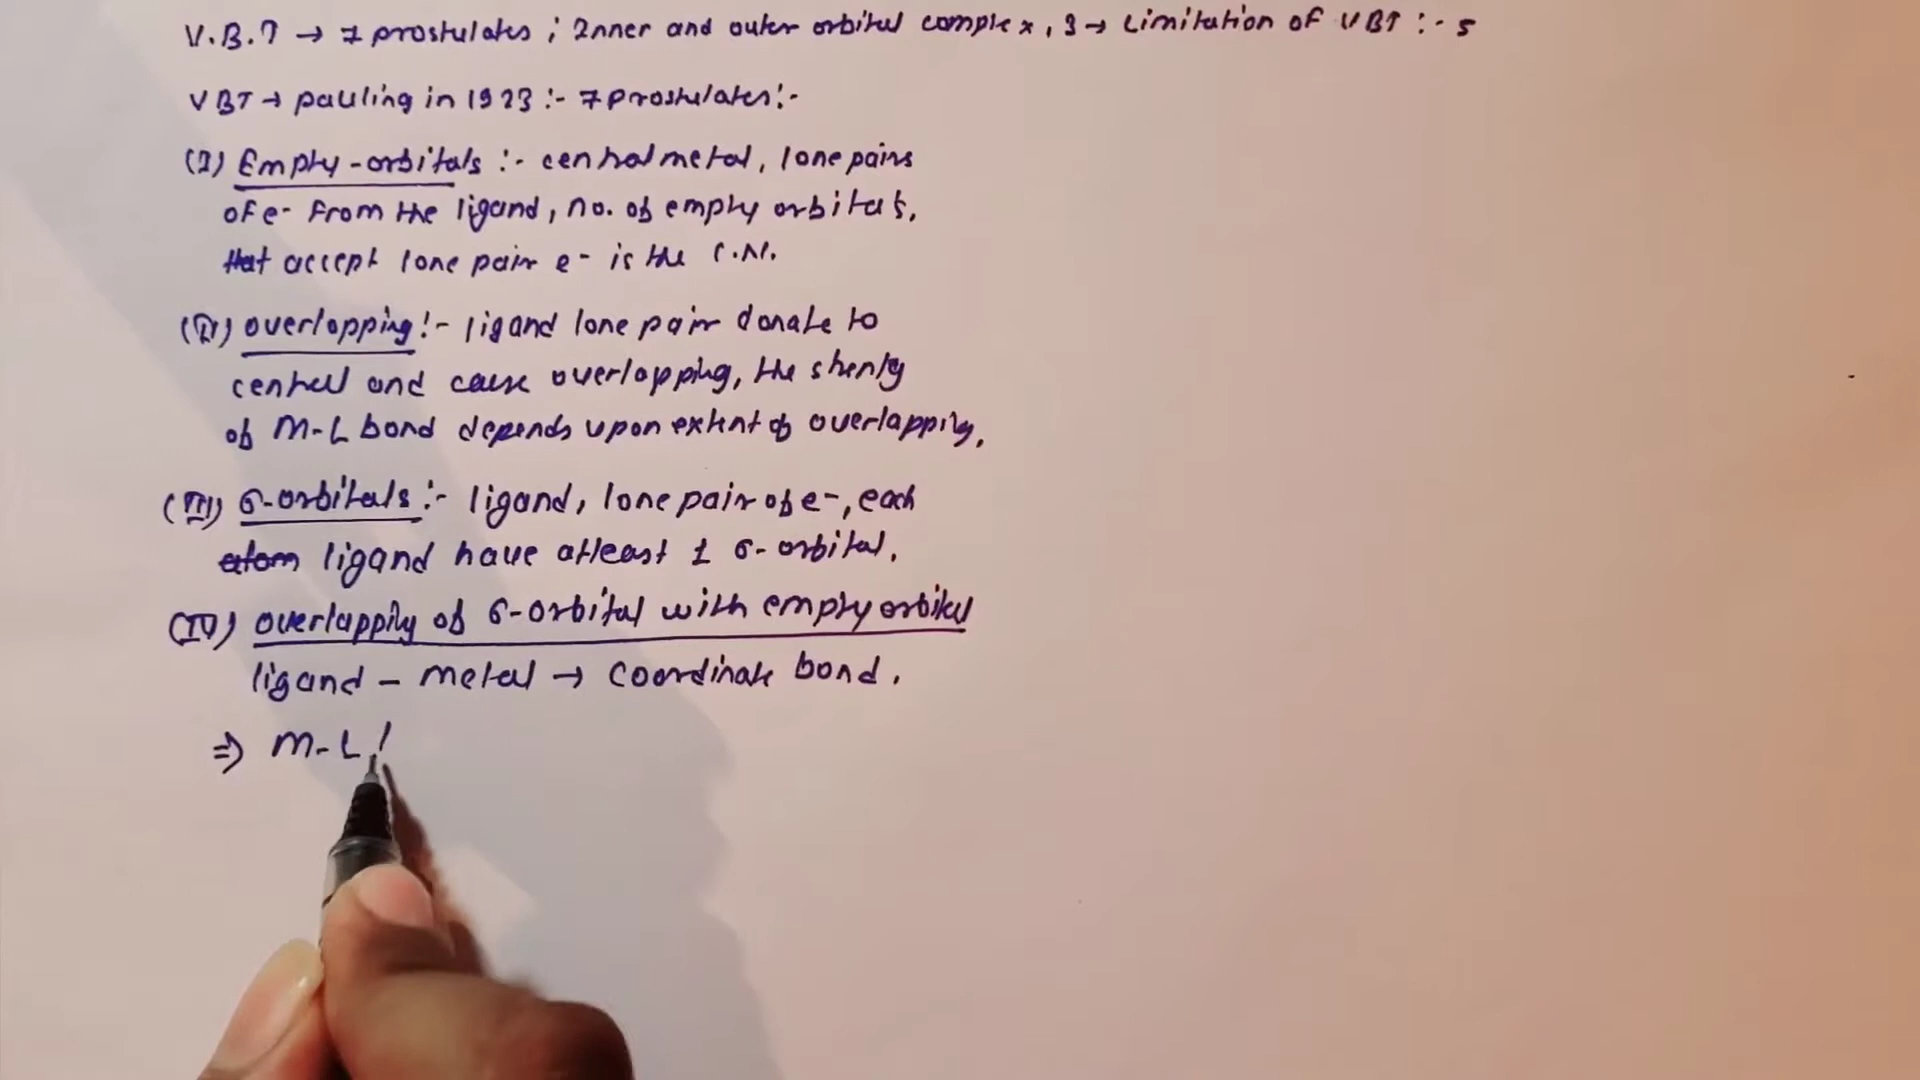 V.B.T → 7 prostulates ; Inner and outer orbital complex, 3 → Limitation of VBT :- 5
VBT → pauling in 1923 :- 7 Prostulates :-
(I) Empty-orbitals :- central metal, lone pairs
of e- from the ligand, no. of empty orbitals,
that accept lone pair e- is the C.N.
(II) overlapping :- ligand lone pair donate to
central and cause overlapping, the
of M-L bond depends upon extent of overlapping.
(III) σ-orbitals :- ligand, lone pair of e-, each
atom ligand have atleast 1 σ-orbital.
(IV) overlapping of σ-orbital with empty orbital
ligand – metal → coordinate bond.
⇒ M-L